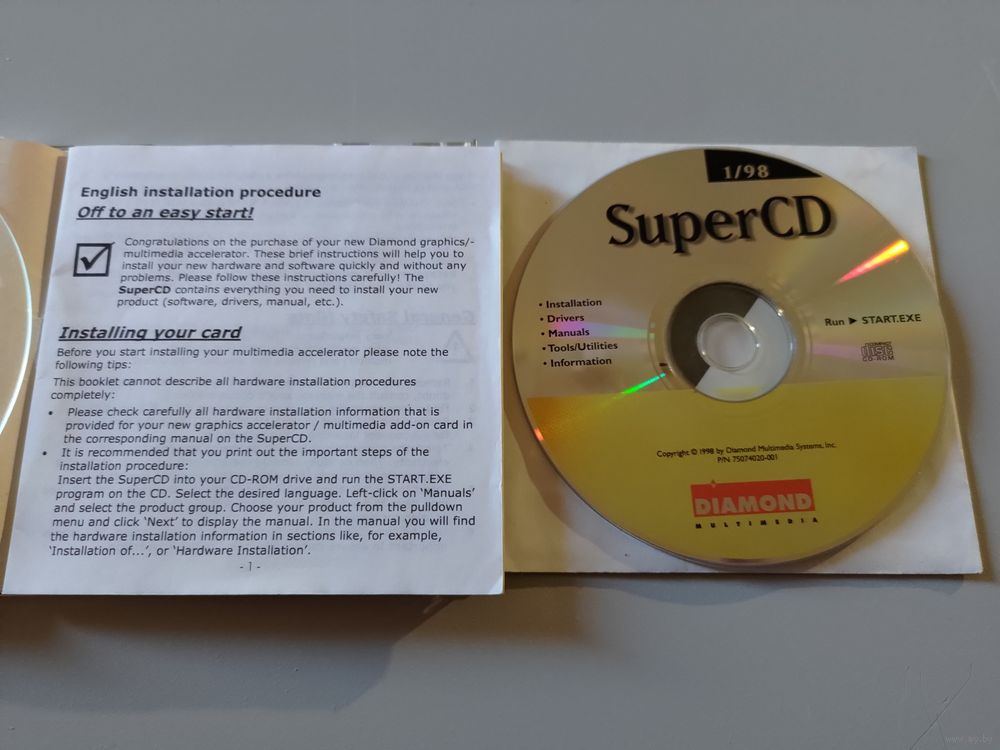 English installation procedure
Off to an easy start!
Congratulations on the purchase of your new Diamond graphics/-
multimedia accelerator. These brief instructions will help you to
install your new hardware and software quickly and without any
problems. Please follow these instructions carefully! The
SuperCD contains everything you need to install your new
product (software, drivers, manual, etc.).
Installing your card
Before you start installing your multimedia accelerator please note the
following tips:
This booklet cannot describe all hardware installation procedures
completely:
• Please check carefully all hardware installation information that is
provided for your new graphics accelerator / multimedia add-on card in
the corresponding manual on the SuperCD.
• It is recommended that you print out the important steps of the
installation procedure:
Insert the SuperCD into your CD-ROM drive and run the START.EXE
program on the CD. Select the desired language. Left-click on 'Manuals'
and select the product group. Choose your product from the pulldown
menu and click 'Next' to display the manual. In the manual you will find
the hardware installation information in sections like, for example,
'Installation of...', or 'Hardware Installation'.
- 1 -
1/98
SuperCD
• Installation
• Drivers
• Manuals
• Tools/Utilities
• Information
Run ▶ START.EXE
COMPACT
disc
CD-ROM
Copyright © 1998 by Diamond Multimedia Systems, Inc.
P/N 75074020-001
DIAMOND
MULTIMEDIA
www.ay.by